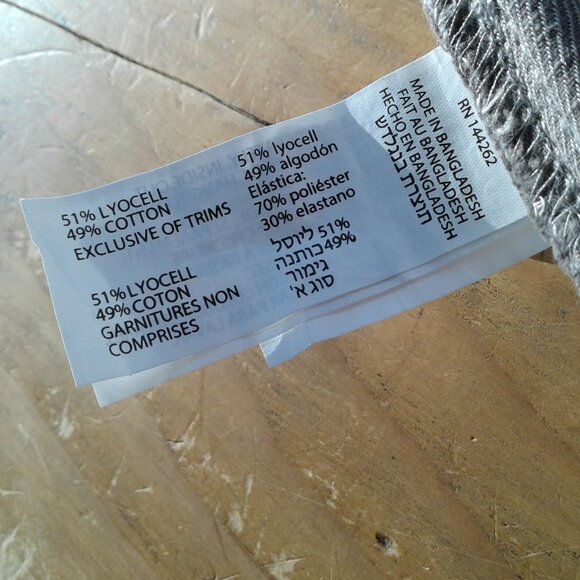 51% LYOCELL
49% COTTON
EXCLUSIVE OF TRIMS
51% LYOCELL
49% COTON
GARNITURES NON
COMPRISES
51% lyocell
49% algodón
Elástica:
70% poliéster
30% elastano
51% ליוסל
49% כותנה
גימור
סוג א'
MADE IN BANGLADESH
FAIT AU BANGLADESH
HECHO EN BANGLADESH
תוצרת בנגלדש
RN 144262